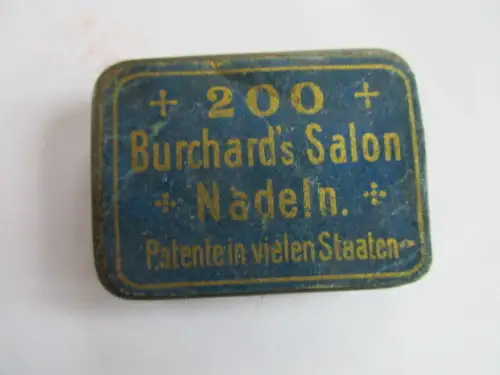 200
Burchard's Salon
Nadeln.
Patente in vielen Staaten